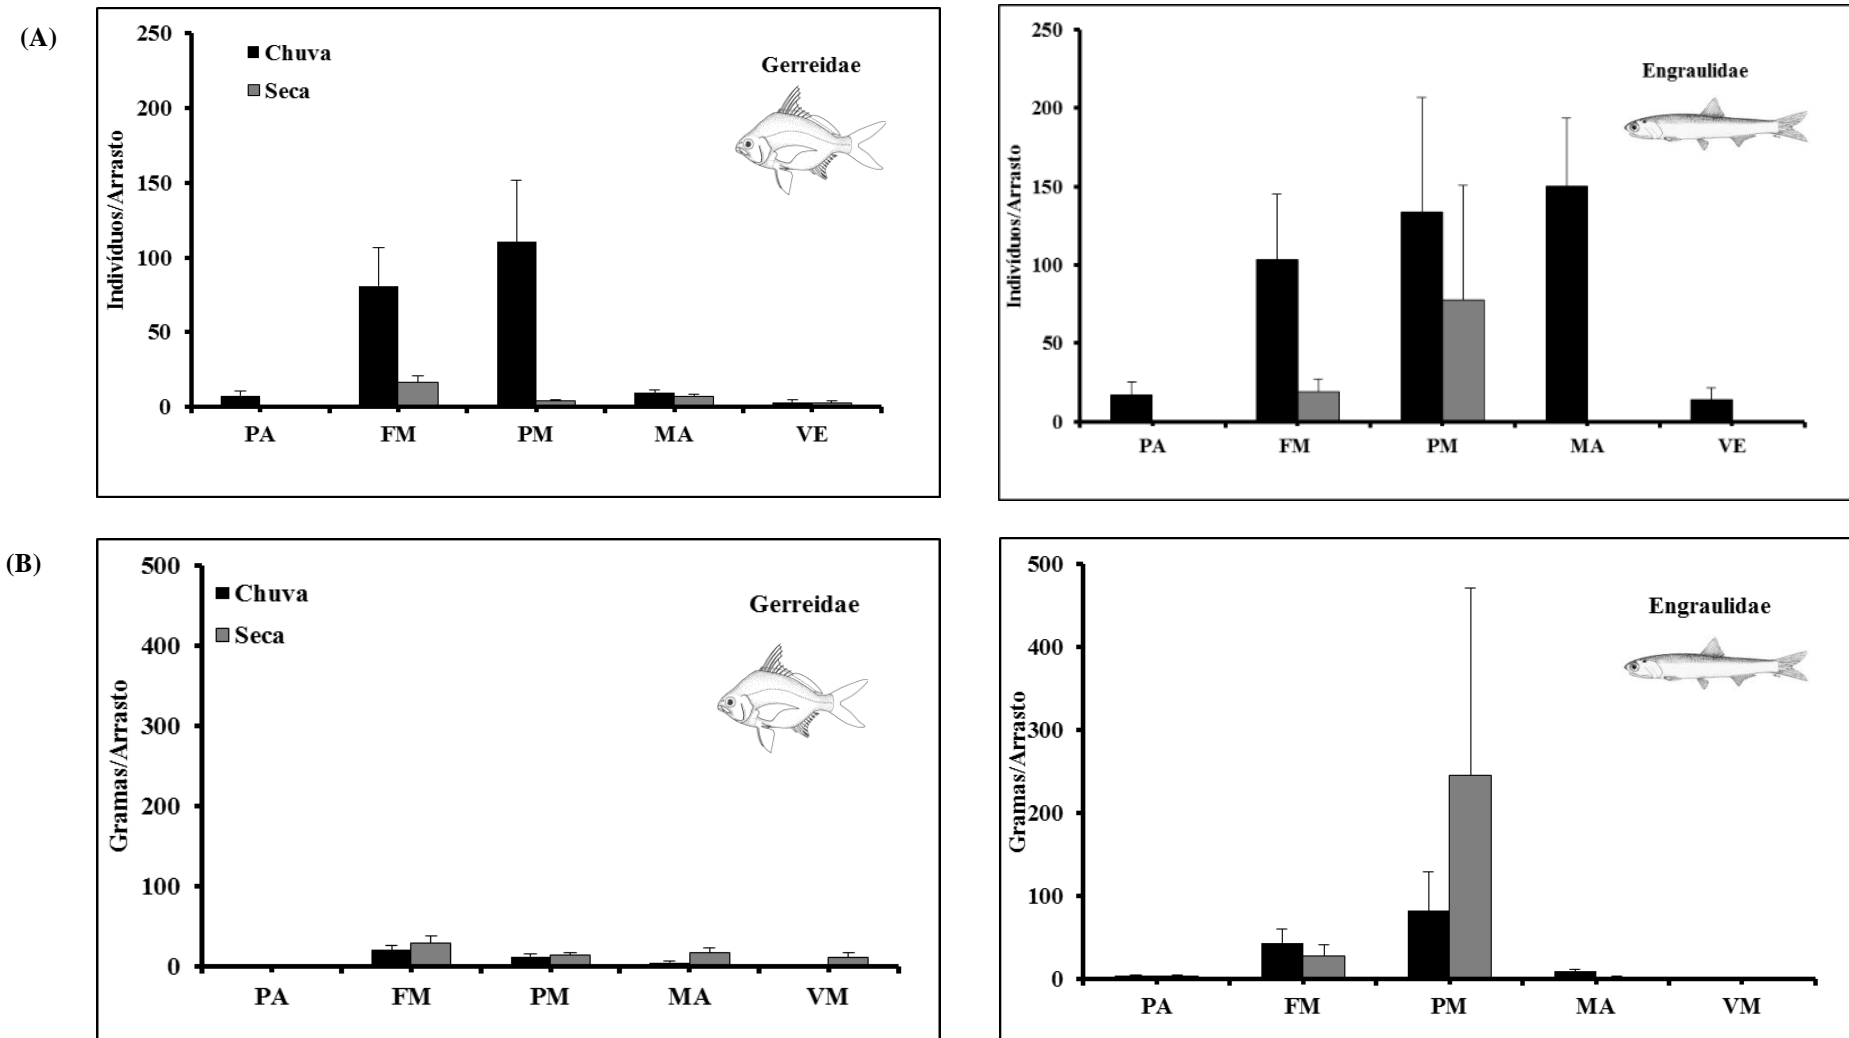 (A)
250
200
150
100
50
0
Indivíduos/Arrasto
Chuva
Seca
Gerreidae
PA FM PM MA VE
250
200
150
100
50
0
Indivíduos/Arrasto
Engraulidae
PA FM PM MA VE
(B)
500
400
300
200
100
0
Gramas/Arrasto
Chuva
Seca
Gerreidae
PA FM PM MA VM
500
400
300
200
100
0
Gramas/Arrasto
Engraulidae
PA FM PM MA VM